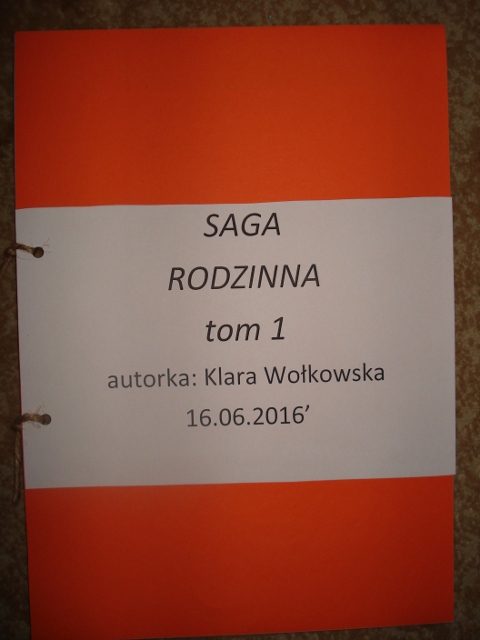 SAGA
RODZINNA
tom 1
autorka: Klara Wołkowska
16.06.2016’